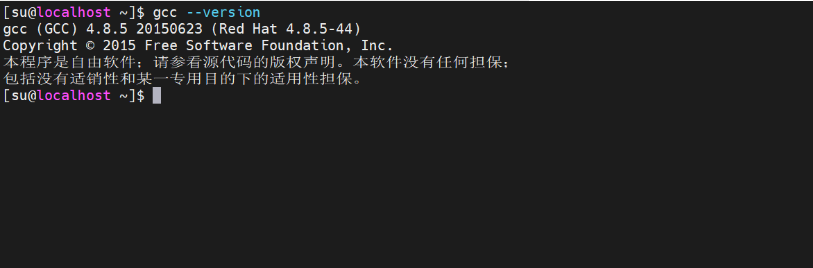 [su@localhost ~]$ gcc --version
gcc (GCC) 4.8.5 20150623 (Red Hat 4.8.5-44)
Copyright © 2015 Free Software Foundation, Inc.
本程序是自由软件；请参看源代码的版权声明。本软件没有任何担保；
包括没有适销性和某一专用目的下的适用性担保。
[su@localhost ~]$